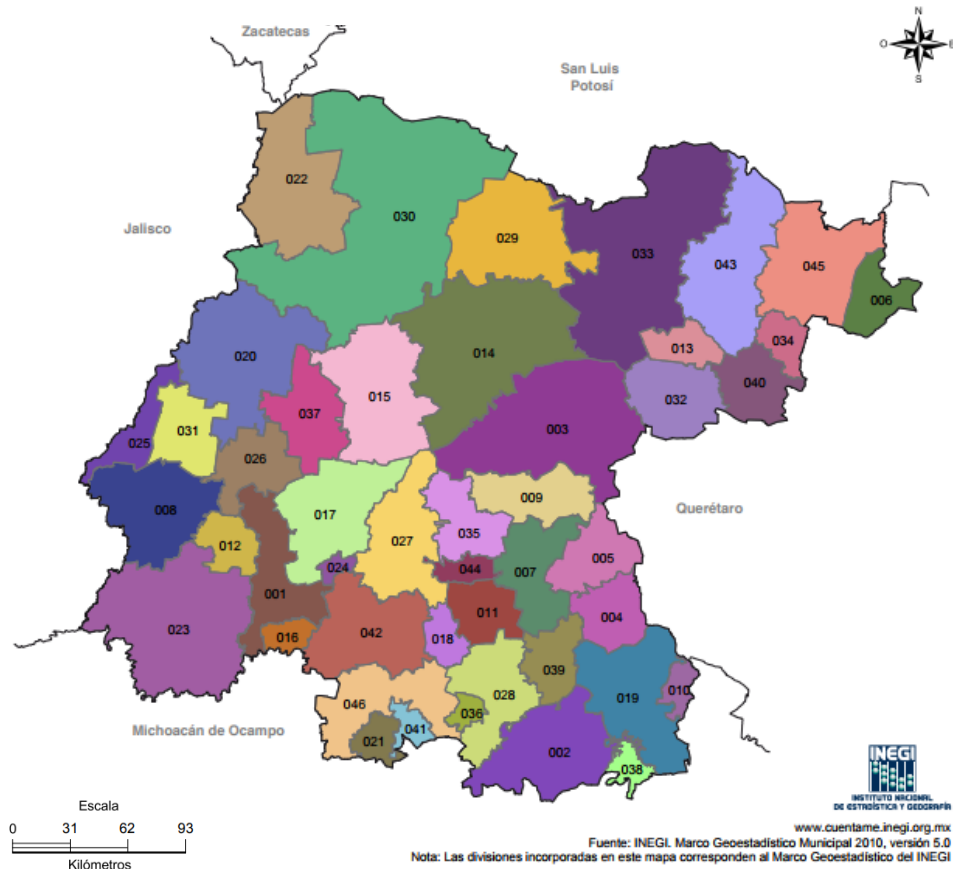 Zacatecas
N
O
E
S
San Luis
Potosí
022
030
Jalisco
029
033
043
045
006
020
014
013
034
037
015
032
040
003
025
031
026
009
008
017
Querétaro
012
027
035
005
024
044
007
001
011
004
023
016
042
018
039
028
019
010
046
036
Michoacán de Ocampo
021
041
002
038
INEGI
INSTITUTO NACIONAL
DE ESTADÍSTICA Y GEOGRAFÍA
Escala
0 31 62 93
Kilómetros
www.cuentame.inegi.org.mx
Fuente: INEGI. Marco Geoestadístico Municipal 2010, versión 5.0
Nota: Las divisiones incorporadas en este mapa corresponden al Marco Geoestadístico del INEGI